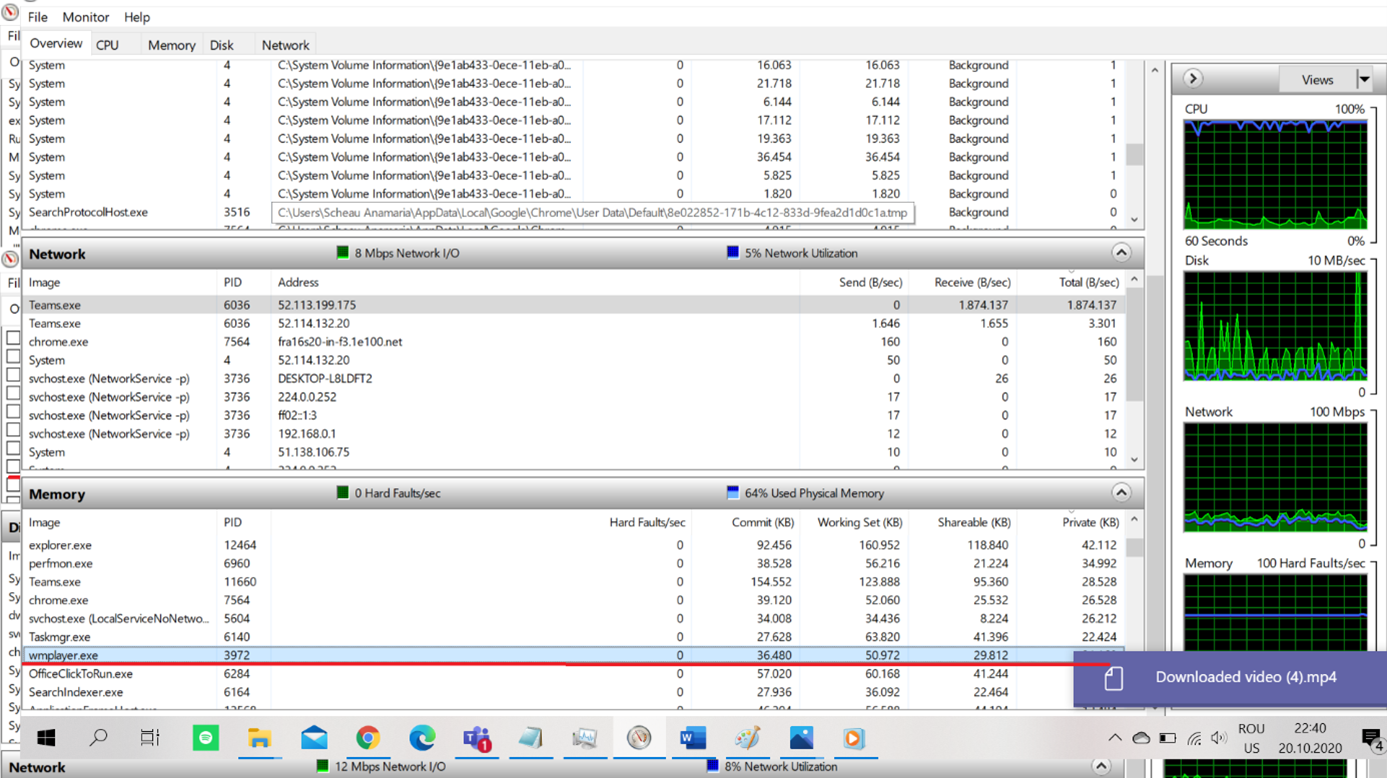 File Monitor Help
Overview CPU Memory Disk Network
System 4 C:\System Volume Information\{9e1ab433-0ece-11eb-a0... 0 16.063 16.063 Background 1
System 4 C:\System Volume Information\{9e1ab433-0ece-11eb-a0... 0 21.718 21.718 Background 1
System 4 C:\System Volume Information\{9e1ab433-0ece-11eb-a0... 0 6.144 6.144 Background 1
System 4 C:\System Volume Information\{9e1ab433-0ece-11eb-a0... 0 17.112 17.112 Background 1
System 4 C:\System Volume Information\{9e1ab433-0ece-11eb-a0... 0 19.363 19.363 Background 1
System 4 C:\System Volume Information\{9e1ab433-0ece-11eb-a0... 0 36.454 36.454 Background 1
System 4 C:\System Volume Information\{9e1ab433-0ece-11eb-a0... 0 5.825 5.825 Background 1
System 4 C:\System Volume Information\{9e1ab433-0ece-11eb-a0... 0 1.820 1.820 Background 0
SearchProtocolHost.exe 3516 C:\Users\Scheau Anamaria\AppData\Local\Google\Chrome\User Data\Default\8e022852-171b-4c12-833d-9fea2d1d0c1a.tmp Background 0
Network 8 Mbps Network I/O 5% Network Utilization
Image PID Address Send (B/sec) Receive (B/sec) Total (B/sec)
Teams.exe 6036 52.113.199.175 0 1.874.137 1.874.137
Teams.exe 6036 52.114.132.20 1.646 1.655 3.301
chrome.exe 7564 fra16s20-in-f3.1e100.net 160 0 160
System 4 52.114.132.20 50 0 50
svchost.exe (NetworkService -p) 3736 DESKTOP-L8LDFT2 0 26 26
svchost.exe (NetworkService -p) 3736 224.0.0.252 17 0 17
svchost.exe (NetworkService -p) 3736 ff02::1:3 17 0 17
svchost.exe (NetworkService -p) 3736 192.168.0.1 12 0 12
System 4 51.138.106.75 10 0 10
Memory 0 Hard Faults/sec 64% Used Physical Memory
Image PID Hard Faults/sec Commit (KB) Working Set (KB) Shareable (KB) Private (KB)
explorer.exe 12464 0 92.456 160.952 118.840 42.112
perfmon.exe 6960 0 38.528 56.216 21.224 34.992
Teams.exe 11660 0 154.552 123.888 95.360 28.528
chrome.exe 7564 0 39.120 52.060 25.532 26.528
svchost.exe (LocalServiceNoNetwo... 5604 0 34.008 34.436 8.224 26.212
Taskmgr.exe 6140 0 27.628 63.820 41.396 22.424
wmplayer.exe 3972 0 36.480 50.972 29.812
OfficeClickToRun.exe 6284 0 57.020 60.168 41.244
SearchIndexer.exe 6164 0 27.936 36.092 22.464
Views
CPU 100%
60 Seconds 0%
Disk 10 MB/sec
0
Network 100 Mbps
0
Memory 100 Hard Faults/sec
Downloaded video (4).mp4
1
ROU
US
22:40
20.10.2020
4
Network 12 Mbps Network I/O 8% Network Utilization